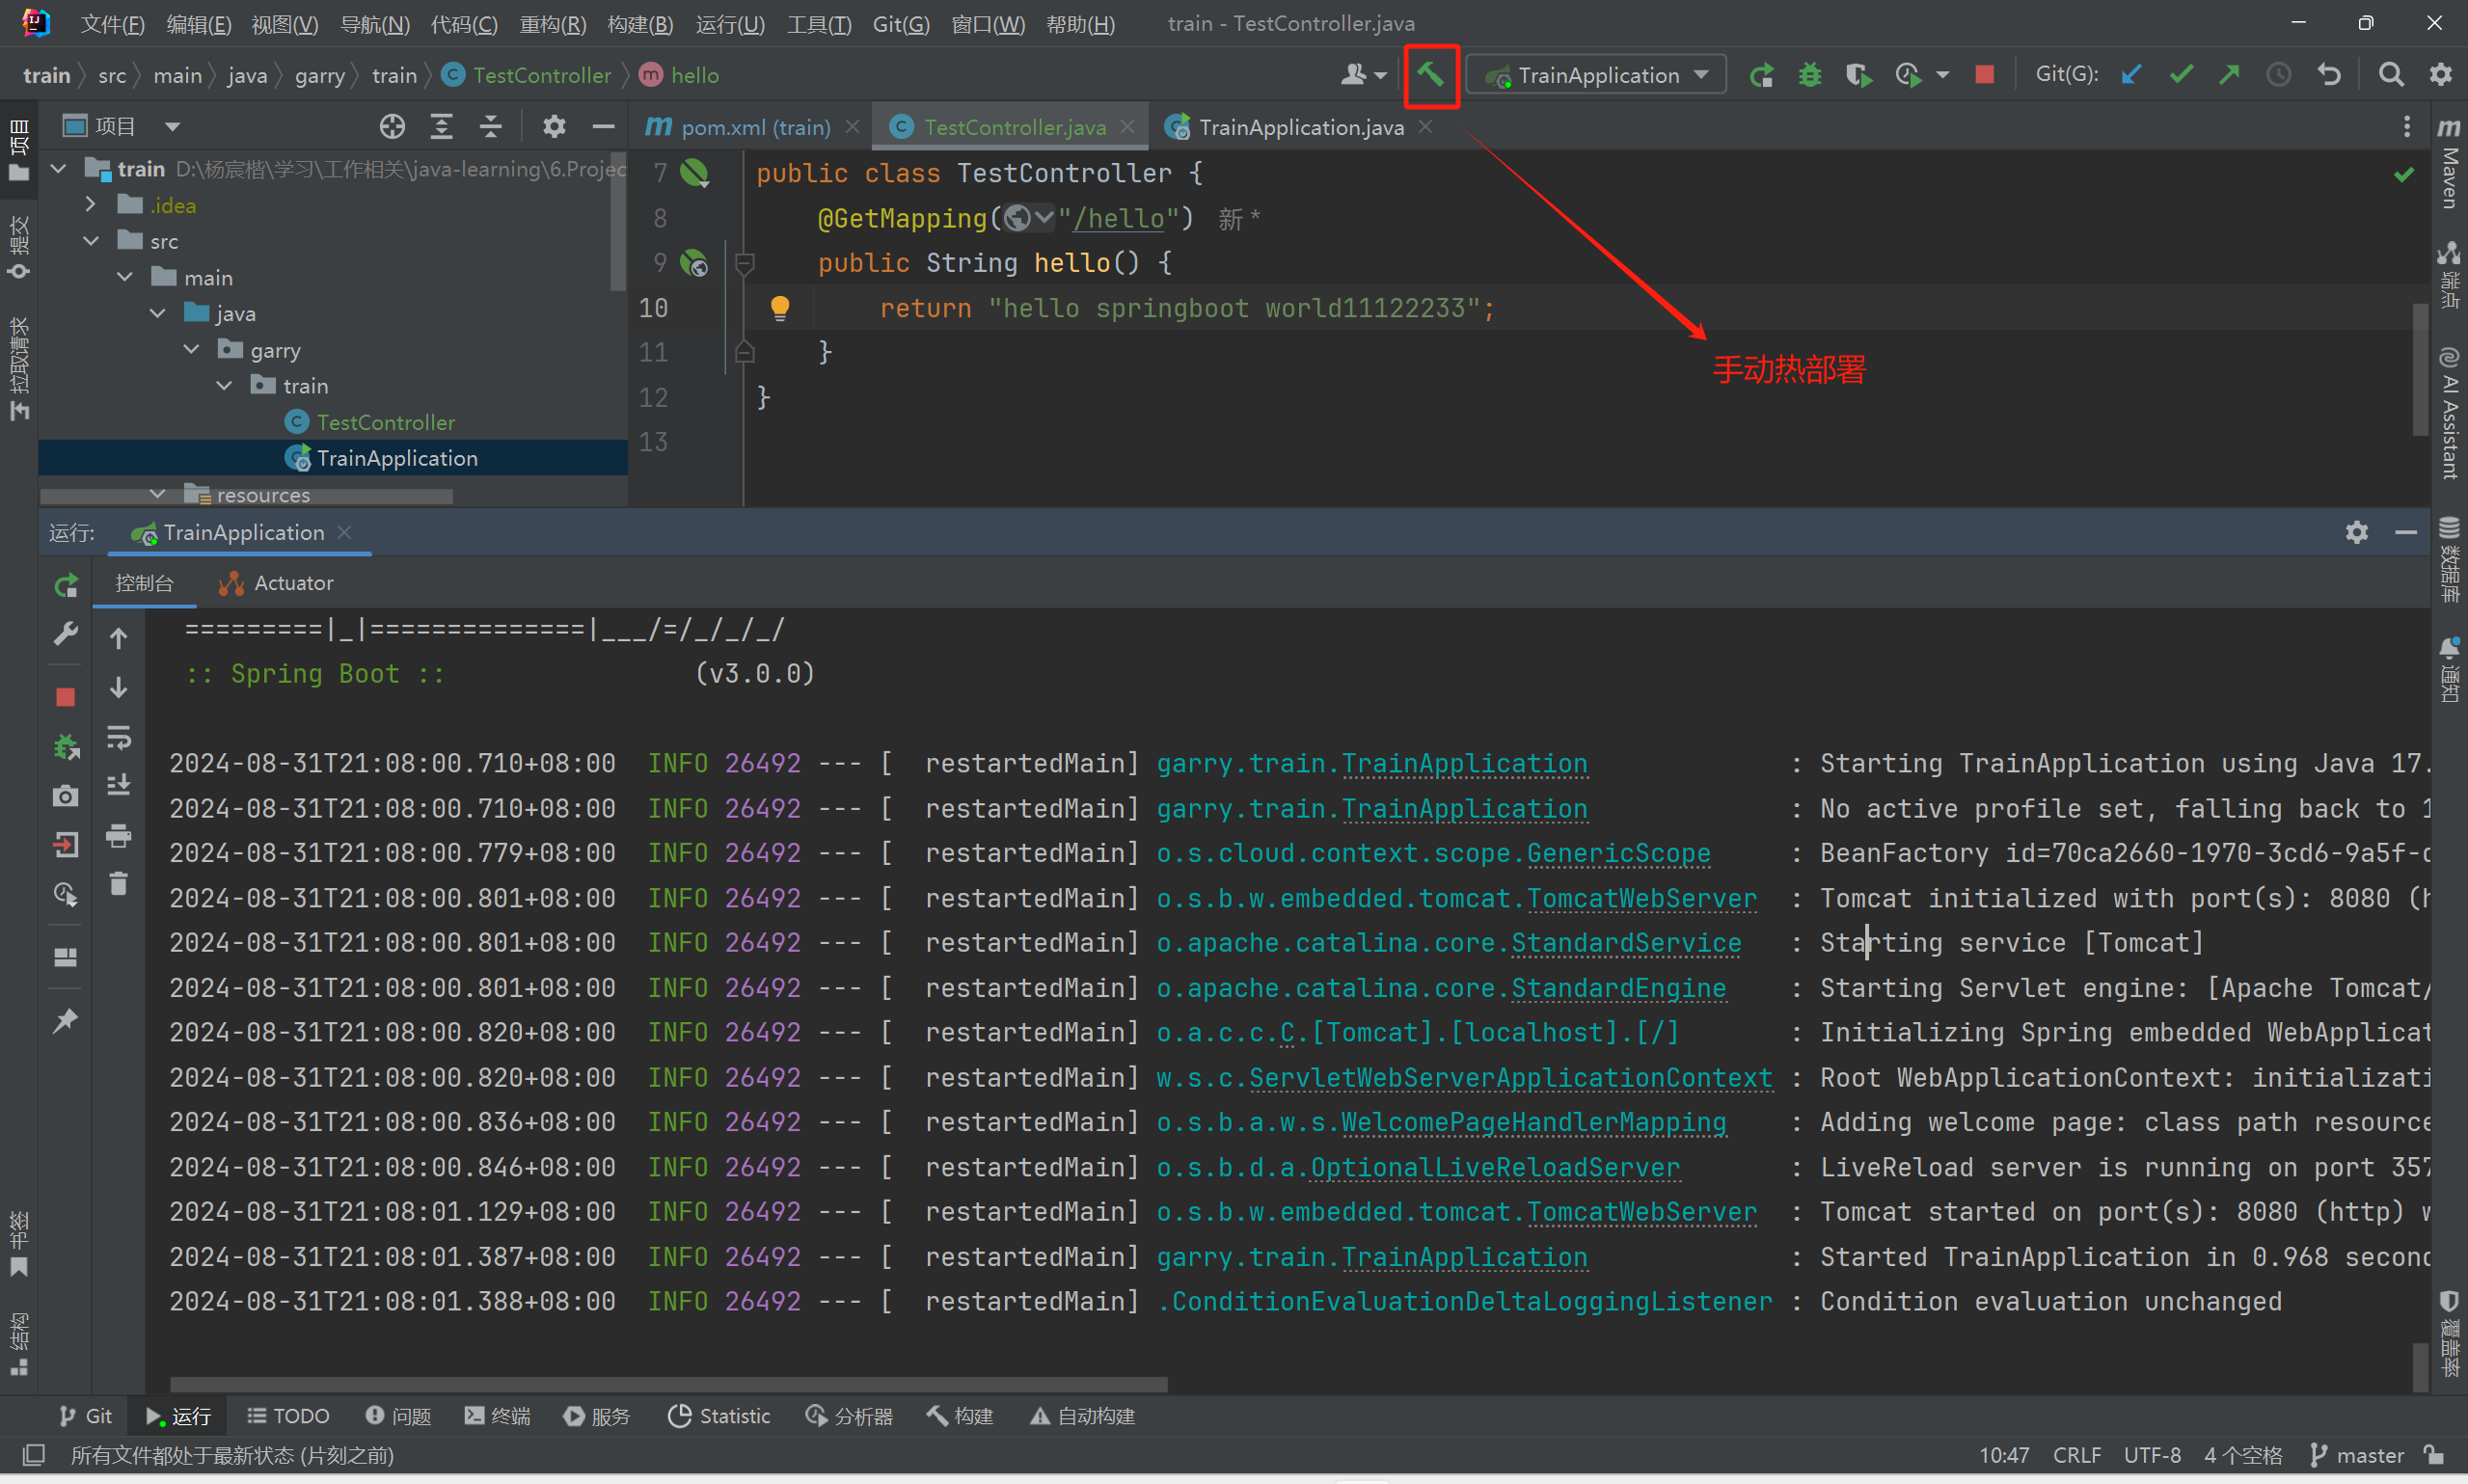 文件(F) 编辑(E) 视图(V) 导航(N) 代码(C) 重构(R) 构建(B) 运行(U) 工具(T) Git(G) 窗口(W) 帮助(H) train - TestController.java
train src main java garry train TestController hello TrainApplication Git(G):
项目 pom.xml (train) TestController.java TrainApplication.java
train D:\杨宸楷\学习\工作相关\java-learning\6.Projec
.idea
src
main
java
garry
train
TestController
TrainApplication
resources
7 public class TestController {
8 @GetMapping("/hello") 新 *
9 public String hello() {
10 return "hello springboot world11122233";
11 }
12 }
13
手动热部署
项目
提交
拉取请求
书签
结构
Maven
端点
AI Assistant
数据库
通知
覆盖率
运行: TrainApplication
控制台 Actuator
=========|_|==============|___/=/_/_/_/
:: Spring Boot :: (v3.0.0)
2024-08-31T21:08:00.710+08:00 INFO 26492 --- [ restartedMain] garry.train.TrainApplication : Starting TrainApplication using Java 17.
2024-08-31T21:08:00.710+08:00 INFO 26492 --- [ restartedMain] garry.train.TrainApplication : No active profile set, falling back to 1
2024-08-31T21:08:00.779+08:00 INFO 26492 --- [ restartedMain] o.s.cloud.context.scope.GenericScope : BeanFactory id=70ca2660-1970-3cd6-9a5f-
2024-08-31T21:08:00.801+08:00 INFO 26492 --- [ restartedMain] o.s.b.w.embedded.tomcat.TomcatWebServer : Tomcat initialized with port(s): 8080 (h
2024-08-31T21:08:00.801+08:00 INFO 26492 --- [ restartedMain] o.apache.catalina.core.StandardService : Starting service [Tomcat]
2024-08-31T21:08:00.801+08:00 INFO 26492 --- [ restartedMain] o.apache.catalina.core.StandardEngine : Starting Servlet engine: [Apache Tomcat/
2024-08-31T21:08:00.820+08:00 INFO 26492 --- [ restartedMain] o.a.c.c.C.[Tomcat].[localhost].[/] : Initializing Spring embedded WebApplicat
2024-08-31T21:08:00.820+08:00 INFO 26492 --- [ restartedMain] w.s.c.ServletWebServerApplicationContext : Root WebApplicationContext: initializati
2024-08-31T21:08:00.836+08:00 INFO 26492 --- [ restartedMain] o.s.b.a.w.s.WelcomePageHandlerMapping : Adding welcome page: class path resource
2024-08-31T21:08:00.846+08:00 INFO 26492 --- [ restartedMain] o.s.b.d.a.OptionalLiveReloadServer : LiveReload server is running on port 357
2024-08-31T21:08:01.129+08:00 INFO 26492 --- [ restartedMain] o.s.b.w.embedded.tomcat.TomcatWebServer : Tomcat started on port(s): 8080 (http) w
2024-08-31T21:08:01.387+08:00 INFO 26492 --- [ restartedMain] garry.train.TrainApplication : Started TrainApplication in 0.968 second
2024-08-31T21:08:01.388+08:00 INFO 26492 --- [ restartedMain] .ConditionEvaluationDeltaLoggingListener : Condition evaluation unchanged
Git 运行 TODO 问题 终端 服务 Statistic 分析器 构建 自动构建
所有文件都处于最新状态 (片刻之前) 10:47 CRLF UTF-8 4 个空格 master